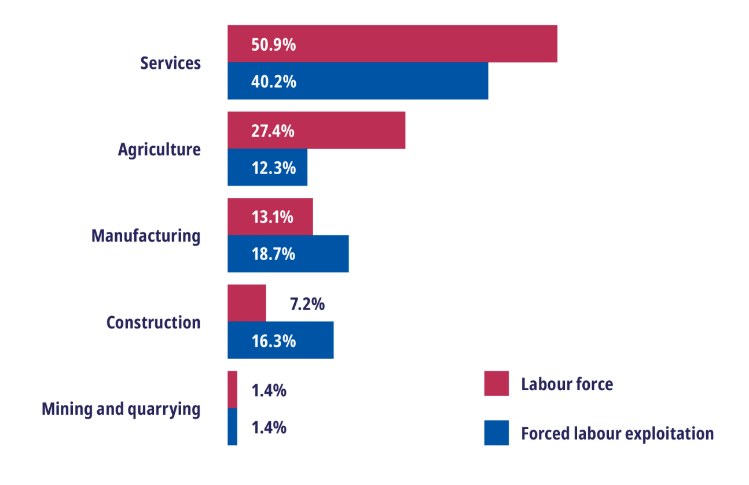 Services
50.9%
40.2%
Agriculture
27.4%
12.3%
Manufacturing
13.1%
18.7%
Construction
7.2%
16.3%
Mining and quarrying
1.4%
1.4%
Labour force
Forced labour exploitation